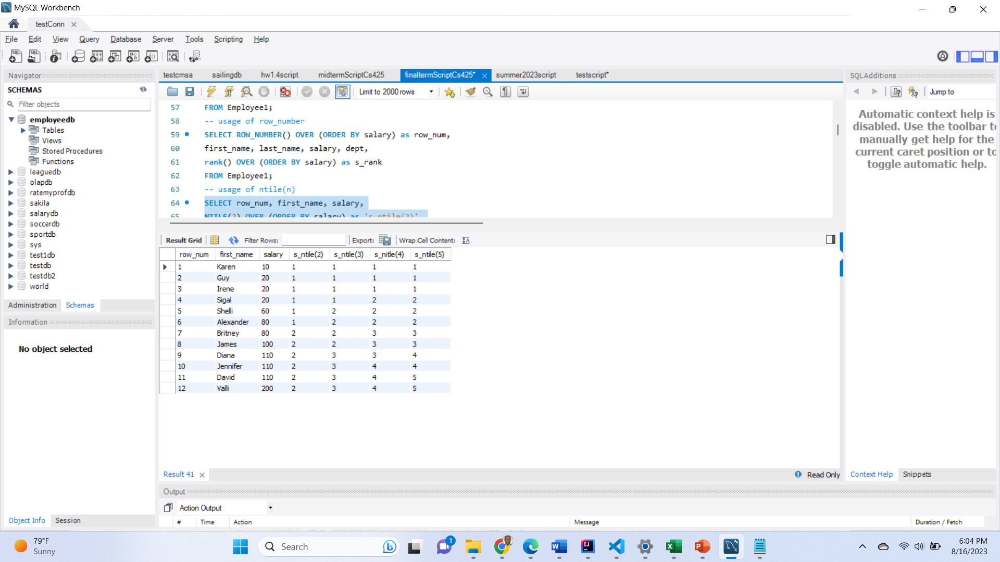 MySQL Workbench
testConn
File Edit View Query Database Server Tools Scripting Help
Navigator
SCHEMAS
Filter objects
employeedb
Tables
Views
Stored Procedures
Functions
leaguedb
olapdb
ratemyprofdb
sakila
salarydb
soccerdb
sportdb
sys
test1db
testdb
testdb2
world
Administration Schemas
Information
No object selected
Object Info Session
testcmsa sailingdb hw1.4script midtermScriptCs425 finaltermScriptCs425* summer2023script testscript*
Limit to 2000 rows
57 FROM Employee1;
58 -- usage of row_number
59 SELECT ROW_NUMBER() OVER (ORDER BY salary) as row_num,
60 first_name, last_name, salary, dept,
61 rank() OVER (ORDER BY salary) as s_rank
62 FROM Employee1;
63 -- usage of ntile(n)
64 SELECT row_num, first_name, salary,
65 NTILE(2) OVER (ORDER BY salary) as 's_ntile(2)'
Result Grid Filter Rows: Export: Wrap Cell Content:
row_num first_name salary s_ntile(2) s_ntile(3) s_nitle(4) s_ntile(5)
1 Karen 10 1 1 1 1
2 Guy 20 1 1 1 1
3 Irene 20 1 1 1 1
4 Sigal 20 1 1 2 2
5 Shelli 60 1 2 2 2
6 Alexander 80 1 2 2 2
7 Britney 80 2 2 3 3
8 James 100 2 2 3 3
9 Diana 110 2 3 3 4
10 Jennifer 110 2 3 4 4
11 David 110 2 3 4 5
12 Valli 200 2 3 4 5
Result 41
Read Only
Output
Action Output
# Time Action Message Duration / Fetch
SQLAdditions
Jump to
Automatic context help is
disabled. Use the toolbar to
manually get help for the
current caret position or to
toggle automatic help.
Context Help Snippets
79°F
Sunny
Search
1
6:04 PM
8/16/2023